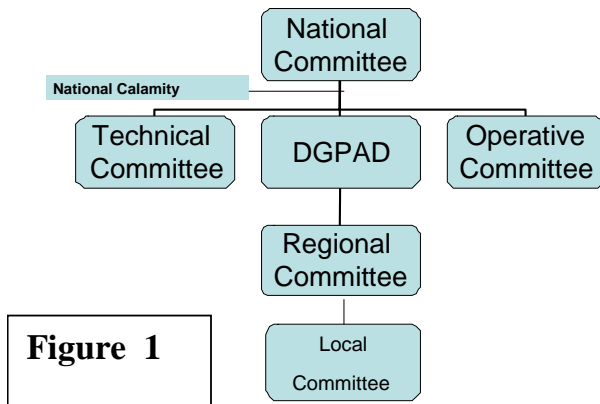 National
Committee
National Calamity
Technical
Committee
DGPAD
Operative
Committee
Regional
Committee
Figure 1
Local
Committee